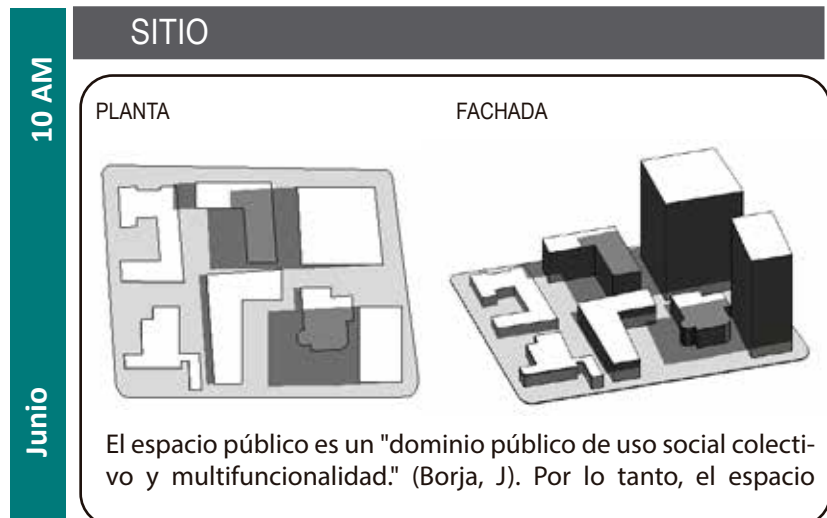 SITIO
10 AM
Junio
PLANTA
FACHADA
El espacio público es un "dominio público de uso social colecti-
vo y multifuncionalidad." (Borja, J). Por lo tanto, el espacio